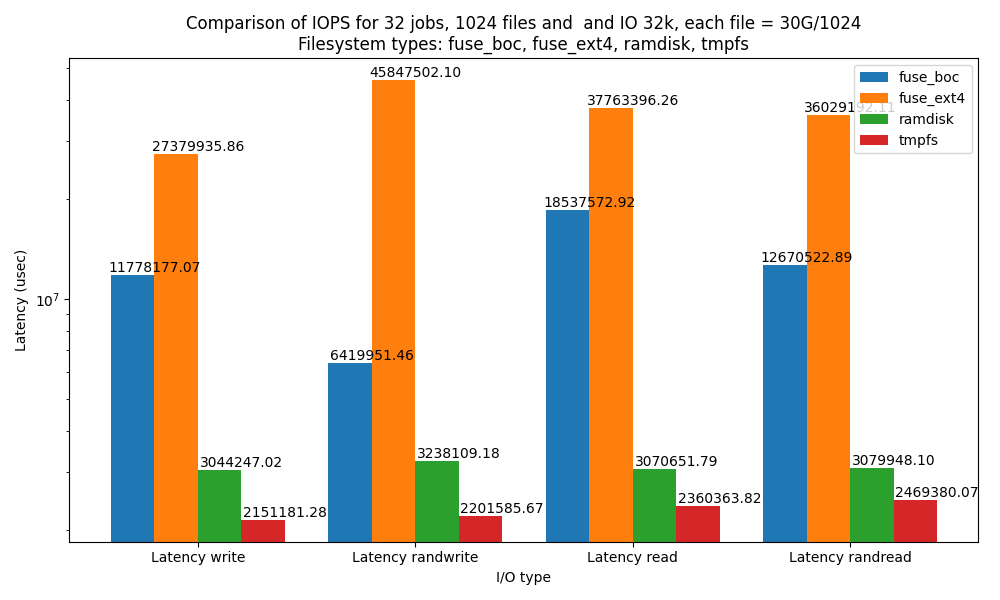 Comparison of IOPS for 32 jobs, 1024 files and  and IO 32k, each file = 30G/1024
Filesystem types: fuse_boc, fuse_ext4, ramdisk, tmpfs
fuse_boc
fuse_ext4
ramdisk
tmpfs
Latency (usec)
10^7
11778177.07
27379935.86
3044247.02
2151181.28
6419951.46
45847502.10
3238109.18
2201585.67
18537572.92
37763396.26
3070651.79
2360363.82
12670522.89
36029192.11
3079948.10
2469380.07
Latency write
Latency randwrite
Latency read
Latency randread
I/O type